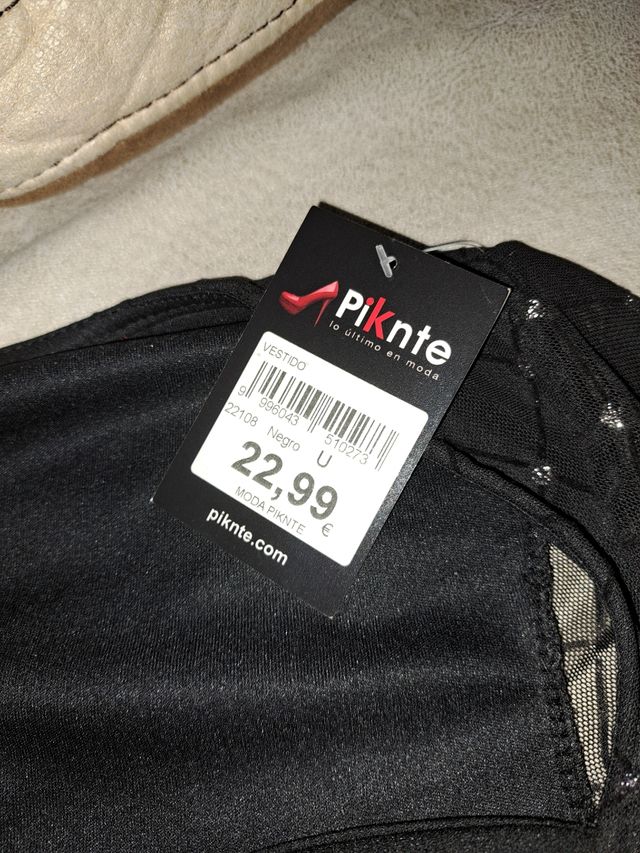 Piknte
lo último en moda
VESTIDO
9 996043 510273
22108 Negro U
22,99 €
MODA PIKNTE
piknte.com